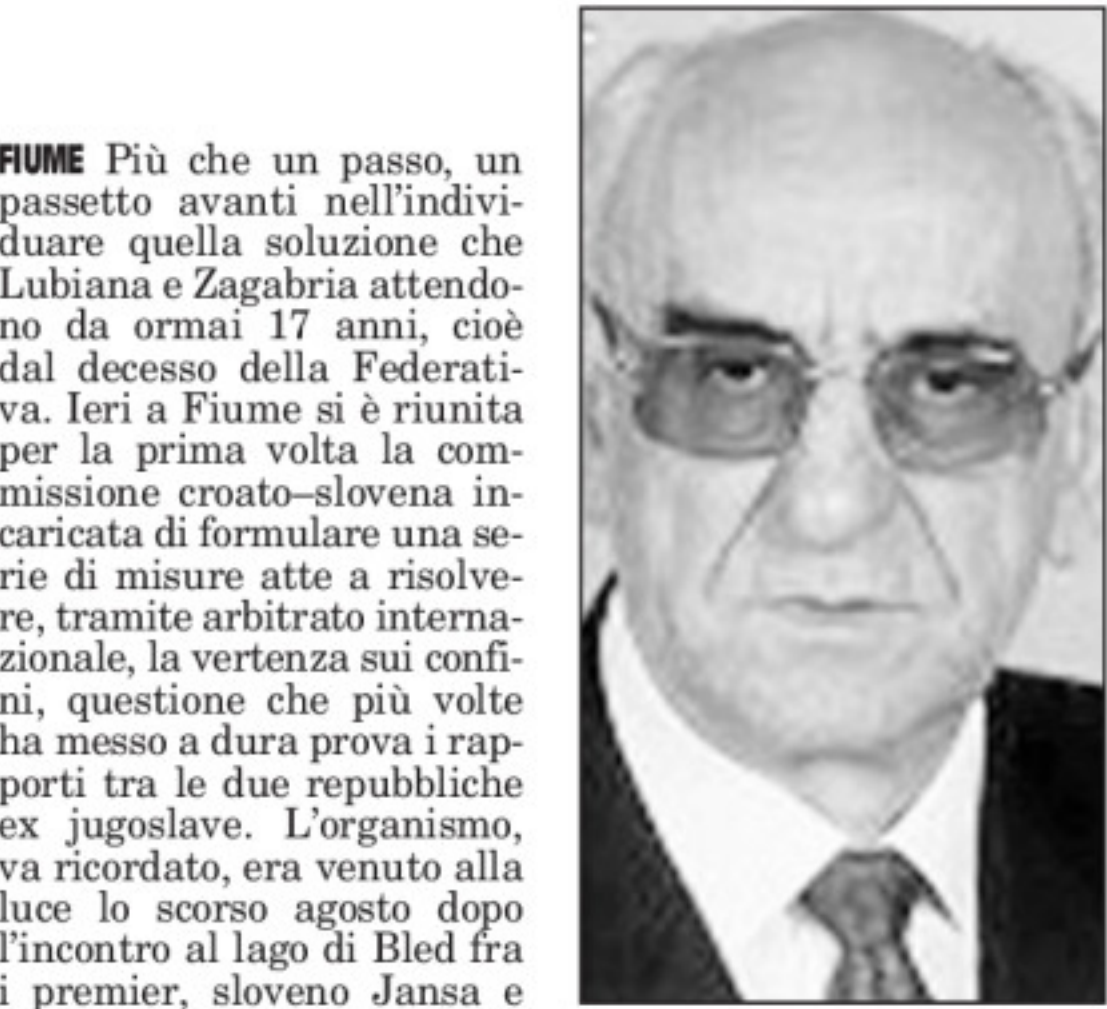 FIUME Più che un passo, un
passetto avanti nell'indivi-
duare quella soluzione che
Lubiana e Zagabria attendo-
no da ormai 17 anni, cioè
dal decesso della Federati-
va. Ieri a Fiume si è riunita
per la prima volta la com-
missione croato–slovena in-
caricata di formulare una se-
rie di misure atte a risolve-
re, tramite arbitrato interna-
zionale, la vertenza sui confi-
ni, questione che più volte
ha messo a dura prova i rap-
porti tra le due repubbliche
ex jugoslave. L'organismo,
va ricordato, era venuto alla
luce lo scorso agosto dopo
l'incontro al lago di Bled fra
i premier, sloveno Jansa e